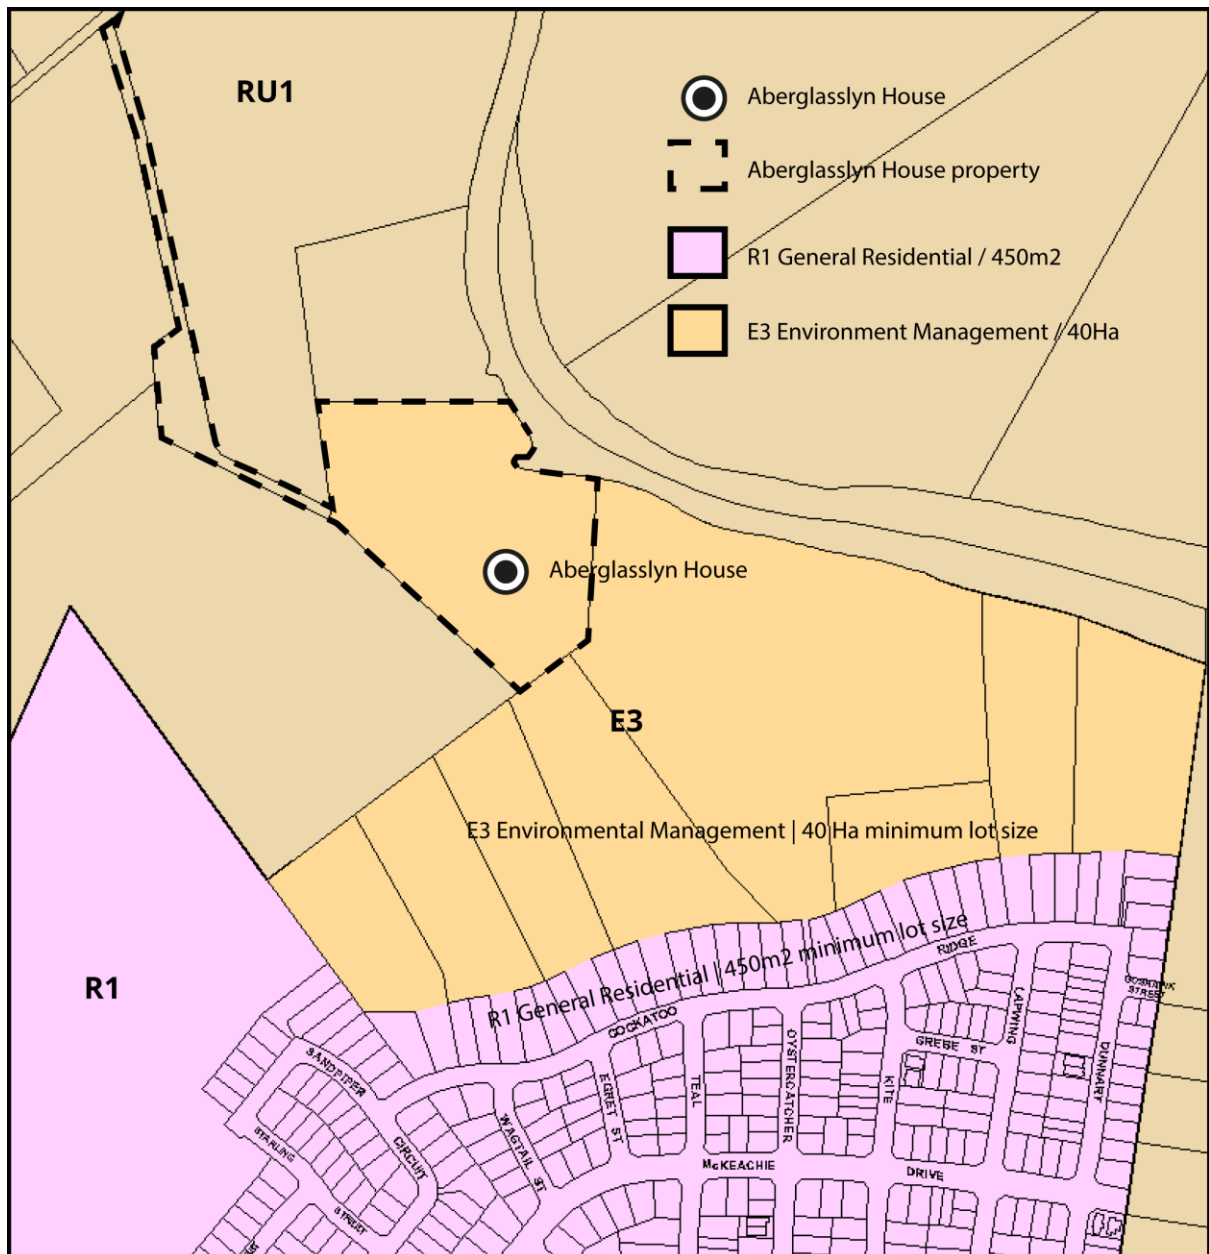 RU1
Aberglasslyn House
Aberglasslyn House property
R1 General Residential / 450m2
E3 Environment Management / 40Ha
Aberglasslyn House
E3
E3 Environmental Management | 40 Ha minimum lot size
R1 General Residential | 450m2 minimum lot size
R1
RIDGE
COCKATOO
STREET
LAPWING
GREBE ST
DUNNART
OYSTERCATCHER
KITE
TEAL
EGRET ST
WAGTAIL ST
SANDPIPER
CIRCUIT
STARLING
STREET
McKEACHIE
DRIVE